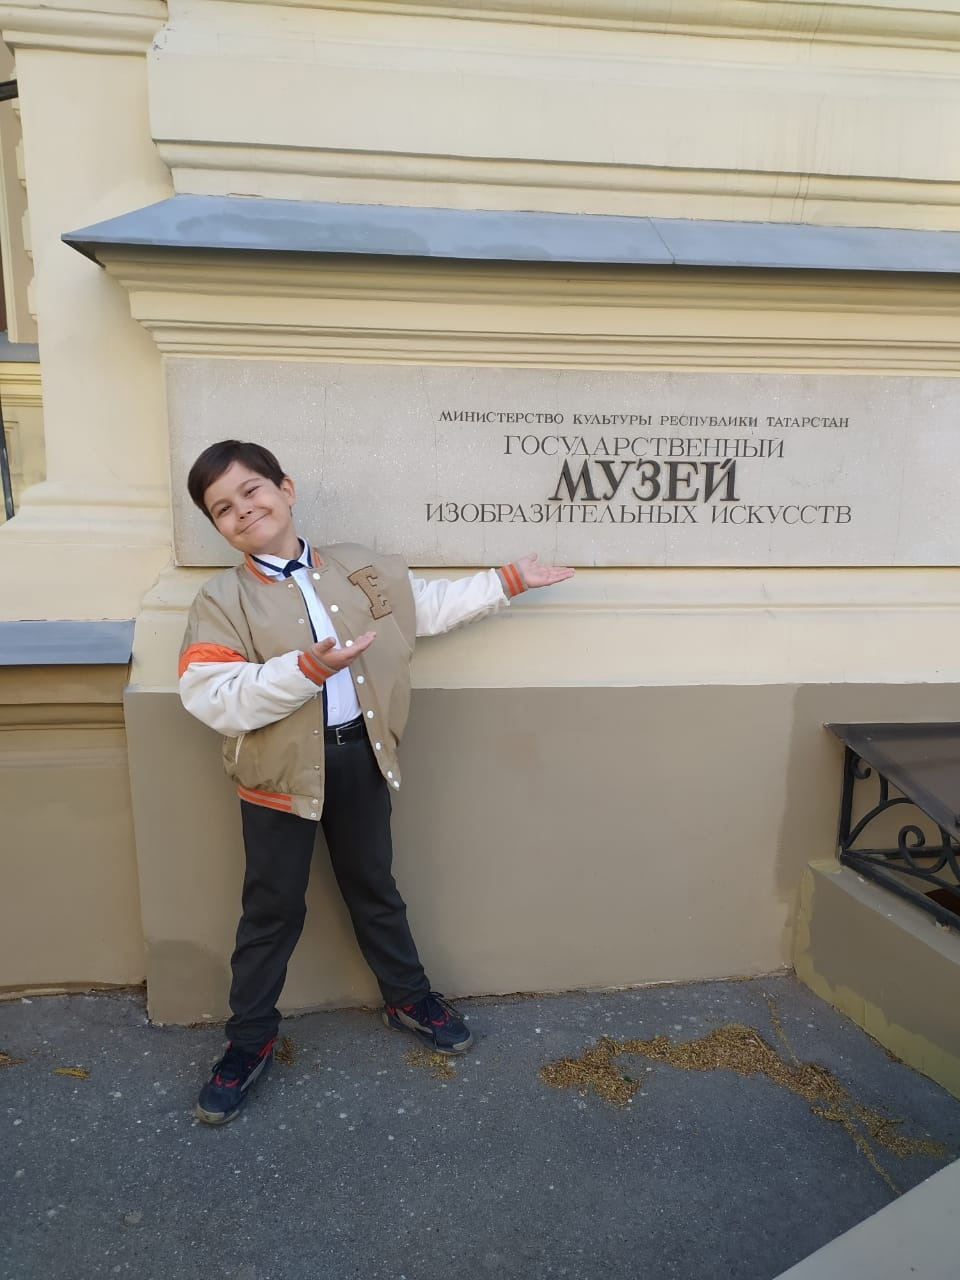 МИНИСТЕРСТВО КУЛЬТУРЫ РЕСПУБЛИКИ ТАТАРСТАН
ГОСУДАРСТВЕННЫЙ
МУЗЕЙ
ИЗОБРАЗИТЕЛЬНЫХ ИСКУССТВ
E